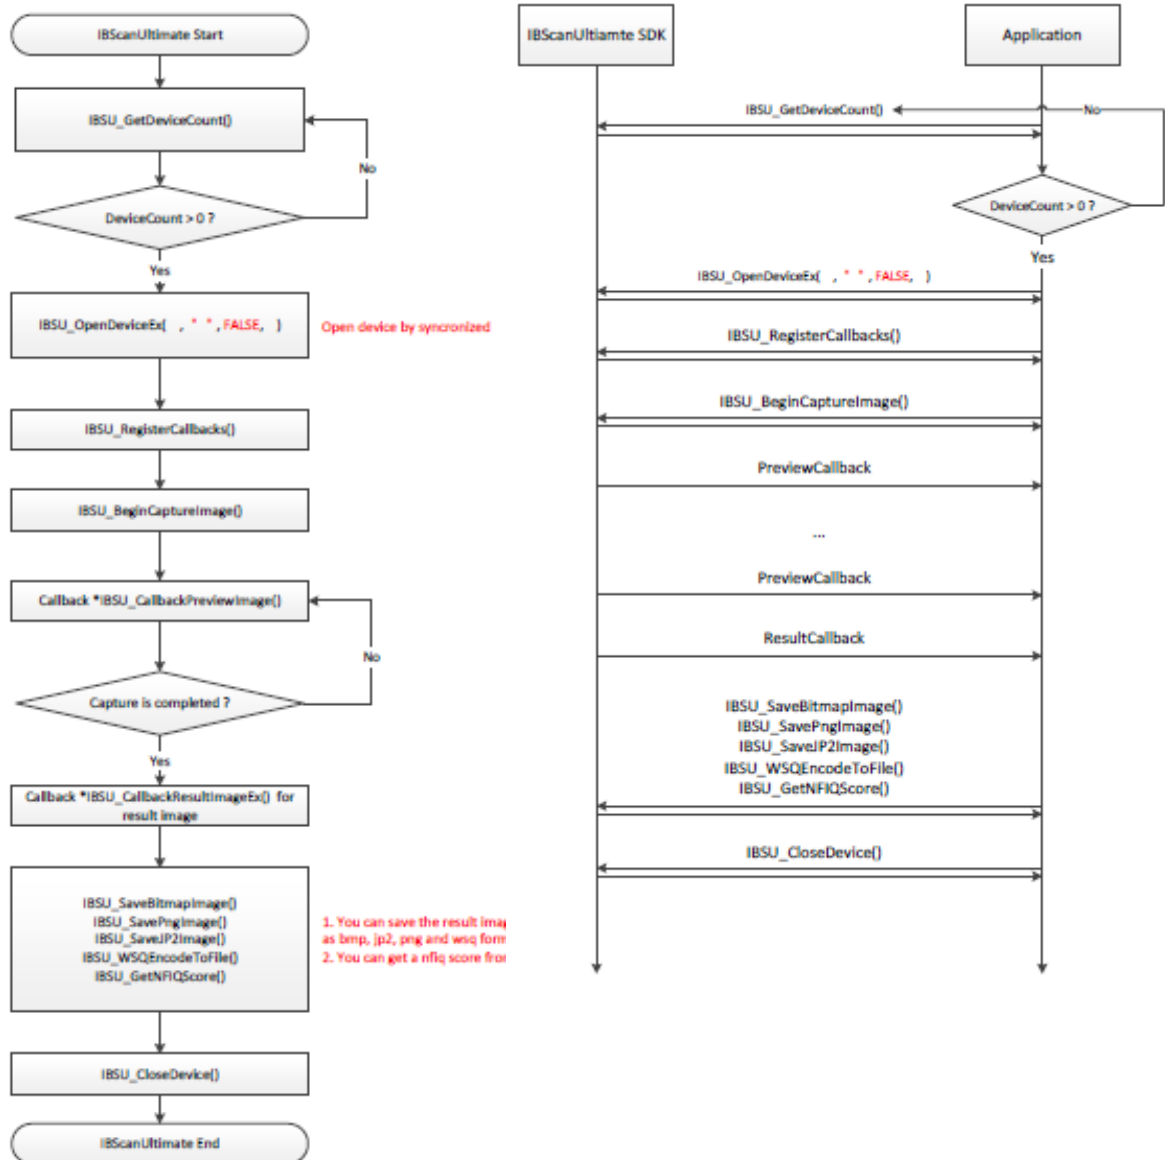 IBScanUltimate Start
IBSU_GetDeviceCount()
No
DeviceCount > 0 ?
Yes
IBSU_OpenDeviceEx( , " " , FALSE, )
Open device by syncronized
IBSU_RegisterCallbacks()
IBSU_BeginCaptureImage()
Callback *IBSU_CallbackPreviewImage()
No
Capture is completed ?
Yes
Callback *IBSU_CallbackResultImageEx() for
result image
IBSU_SaveBitmapImage()
IBSU_SavePngImage()
IBSU_SaveJP2Image()
IBSU_WSQEncodeToFile()
IBSU_GetNFIQScore()
1. You can save the result imag
as bmp, jp2, png and wsq form
2. You can get a nfiq score fro
IBSU_CloseDevice()
IBScanUltimate End
IBScanUltiamte SDK
Application
IBSU_GetDeviceCount()
No
DeviceCount > 0 ?
Yes
IBSU_OpenDeviceEx( , " " , FALSE, )
IBSU_RegisterCallbacks()
IBSU_BeginCaptureImage()
PreviewCallback
...
PreviewCallback
ResultCallback
IBSU_SaveBitmapImage()
IBSU_SavePngImage()
IBSU_SaveJP2Image()
IBSU_WSQEncodeToFile()
IBSU_GetNFIQScore()
IBSU_CloseDevice()